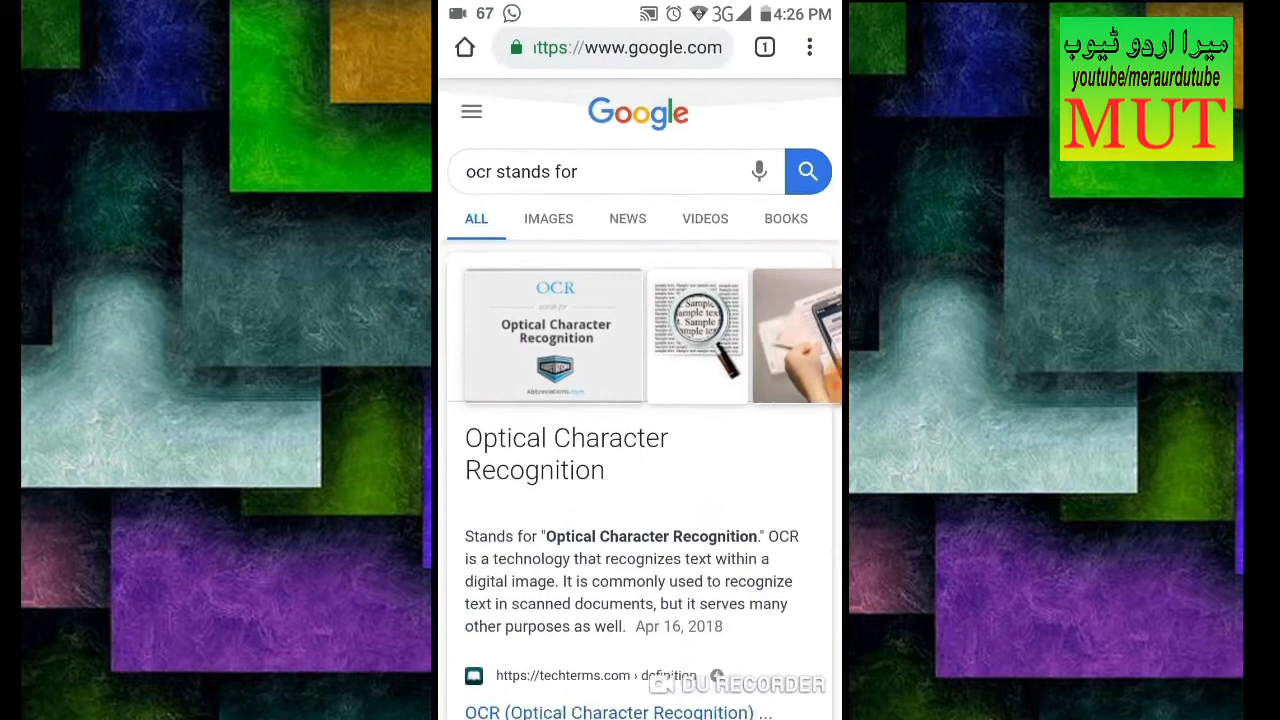 67
3G
4:26 PM
ttps://www.google.com
1
میرا اردو ٹیوب
youtube/meraurdutube
MUT
Google
ocr stands for
ALL
IMAGES
NEWS
VIDEOS
BOOKS
OCR
stands for
Optical Character
Recognition
Abbreviations.com
Sample
Optical Character
Recognition
Stands for "Optical Character Recognition." OCR
is a technology that recognizes text within a
digital image. It is commonly used to recognize
text in scanned documents, but it serves many
other purposes as well. Apr 16, 2018
https://techterms.com › definition
DU RECORDER
OCR (Optical Character Recognition) ...